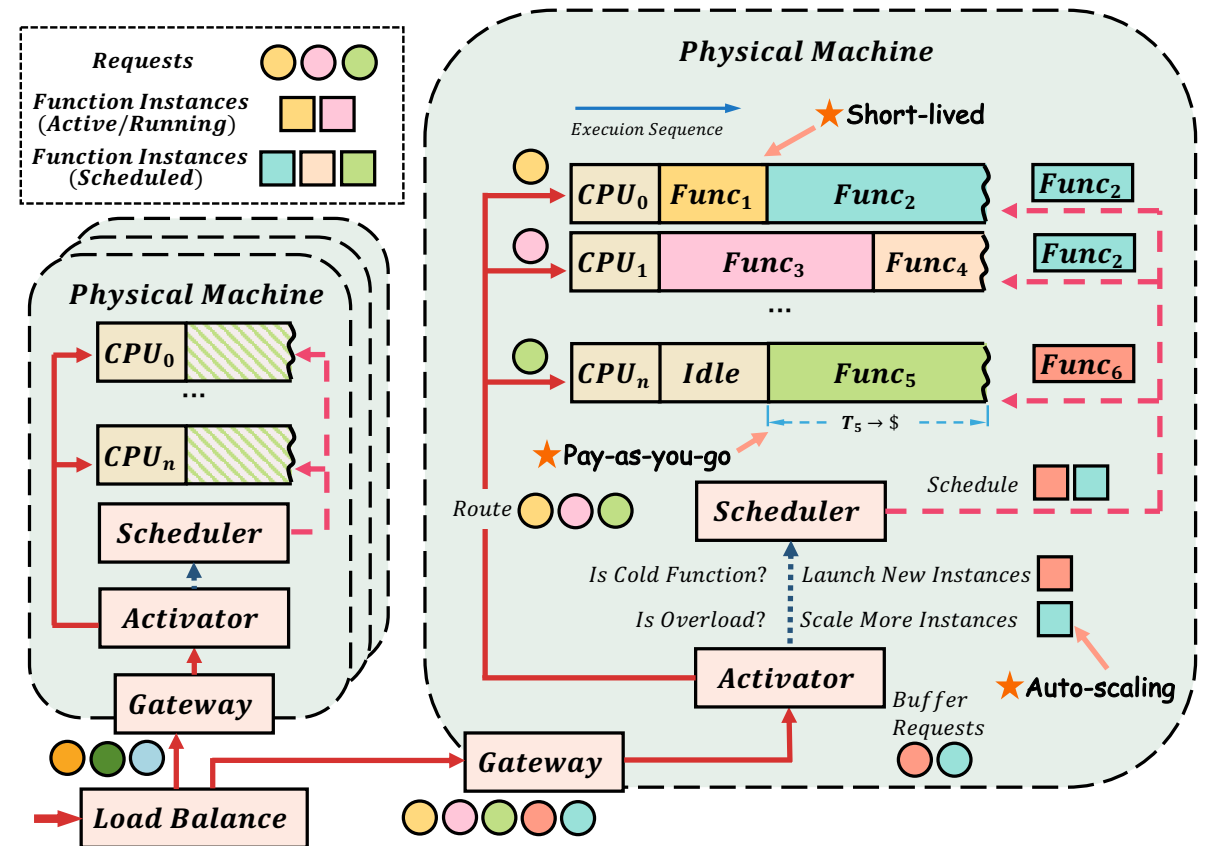 Requests
Function Instances
(Active/Running)
Function Instances
(Scheduled)
Physical Machine
CPU0
...
CPUn
Scheduler
Activator
Gateway
Load Balance
Physical Machine
Execuion Sequence
★ Short-lived
CPU0 Func1 Func2 Func2
CPU1 Func3 Func4 Func2
...
CPUn Idle Func5 Func6
T5 → $
★ Pay-as-you-go
Route
Scheduler
Schedule
Is Cold Function? Launch New Instances
Is Overload? Scale More Instances
Activator
★ Auto-scaling
Buffer
Requests
Gateway